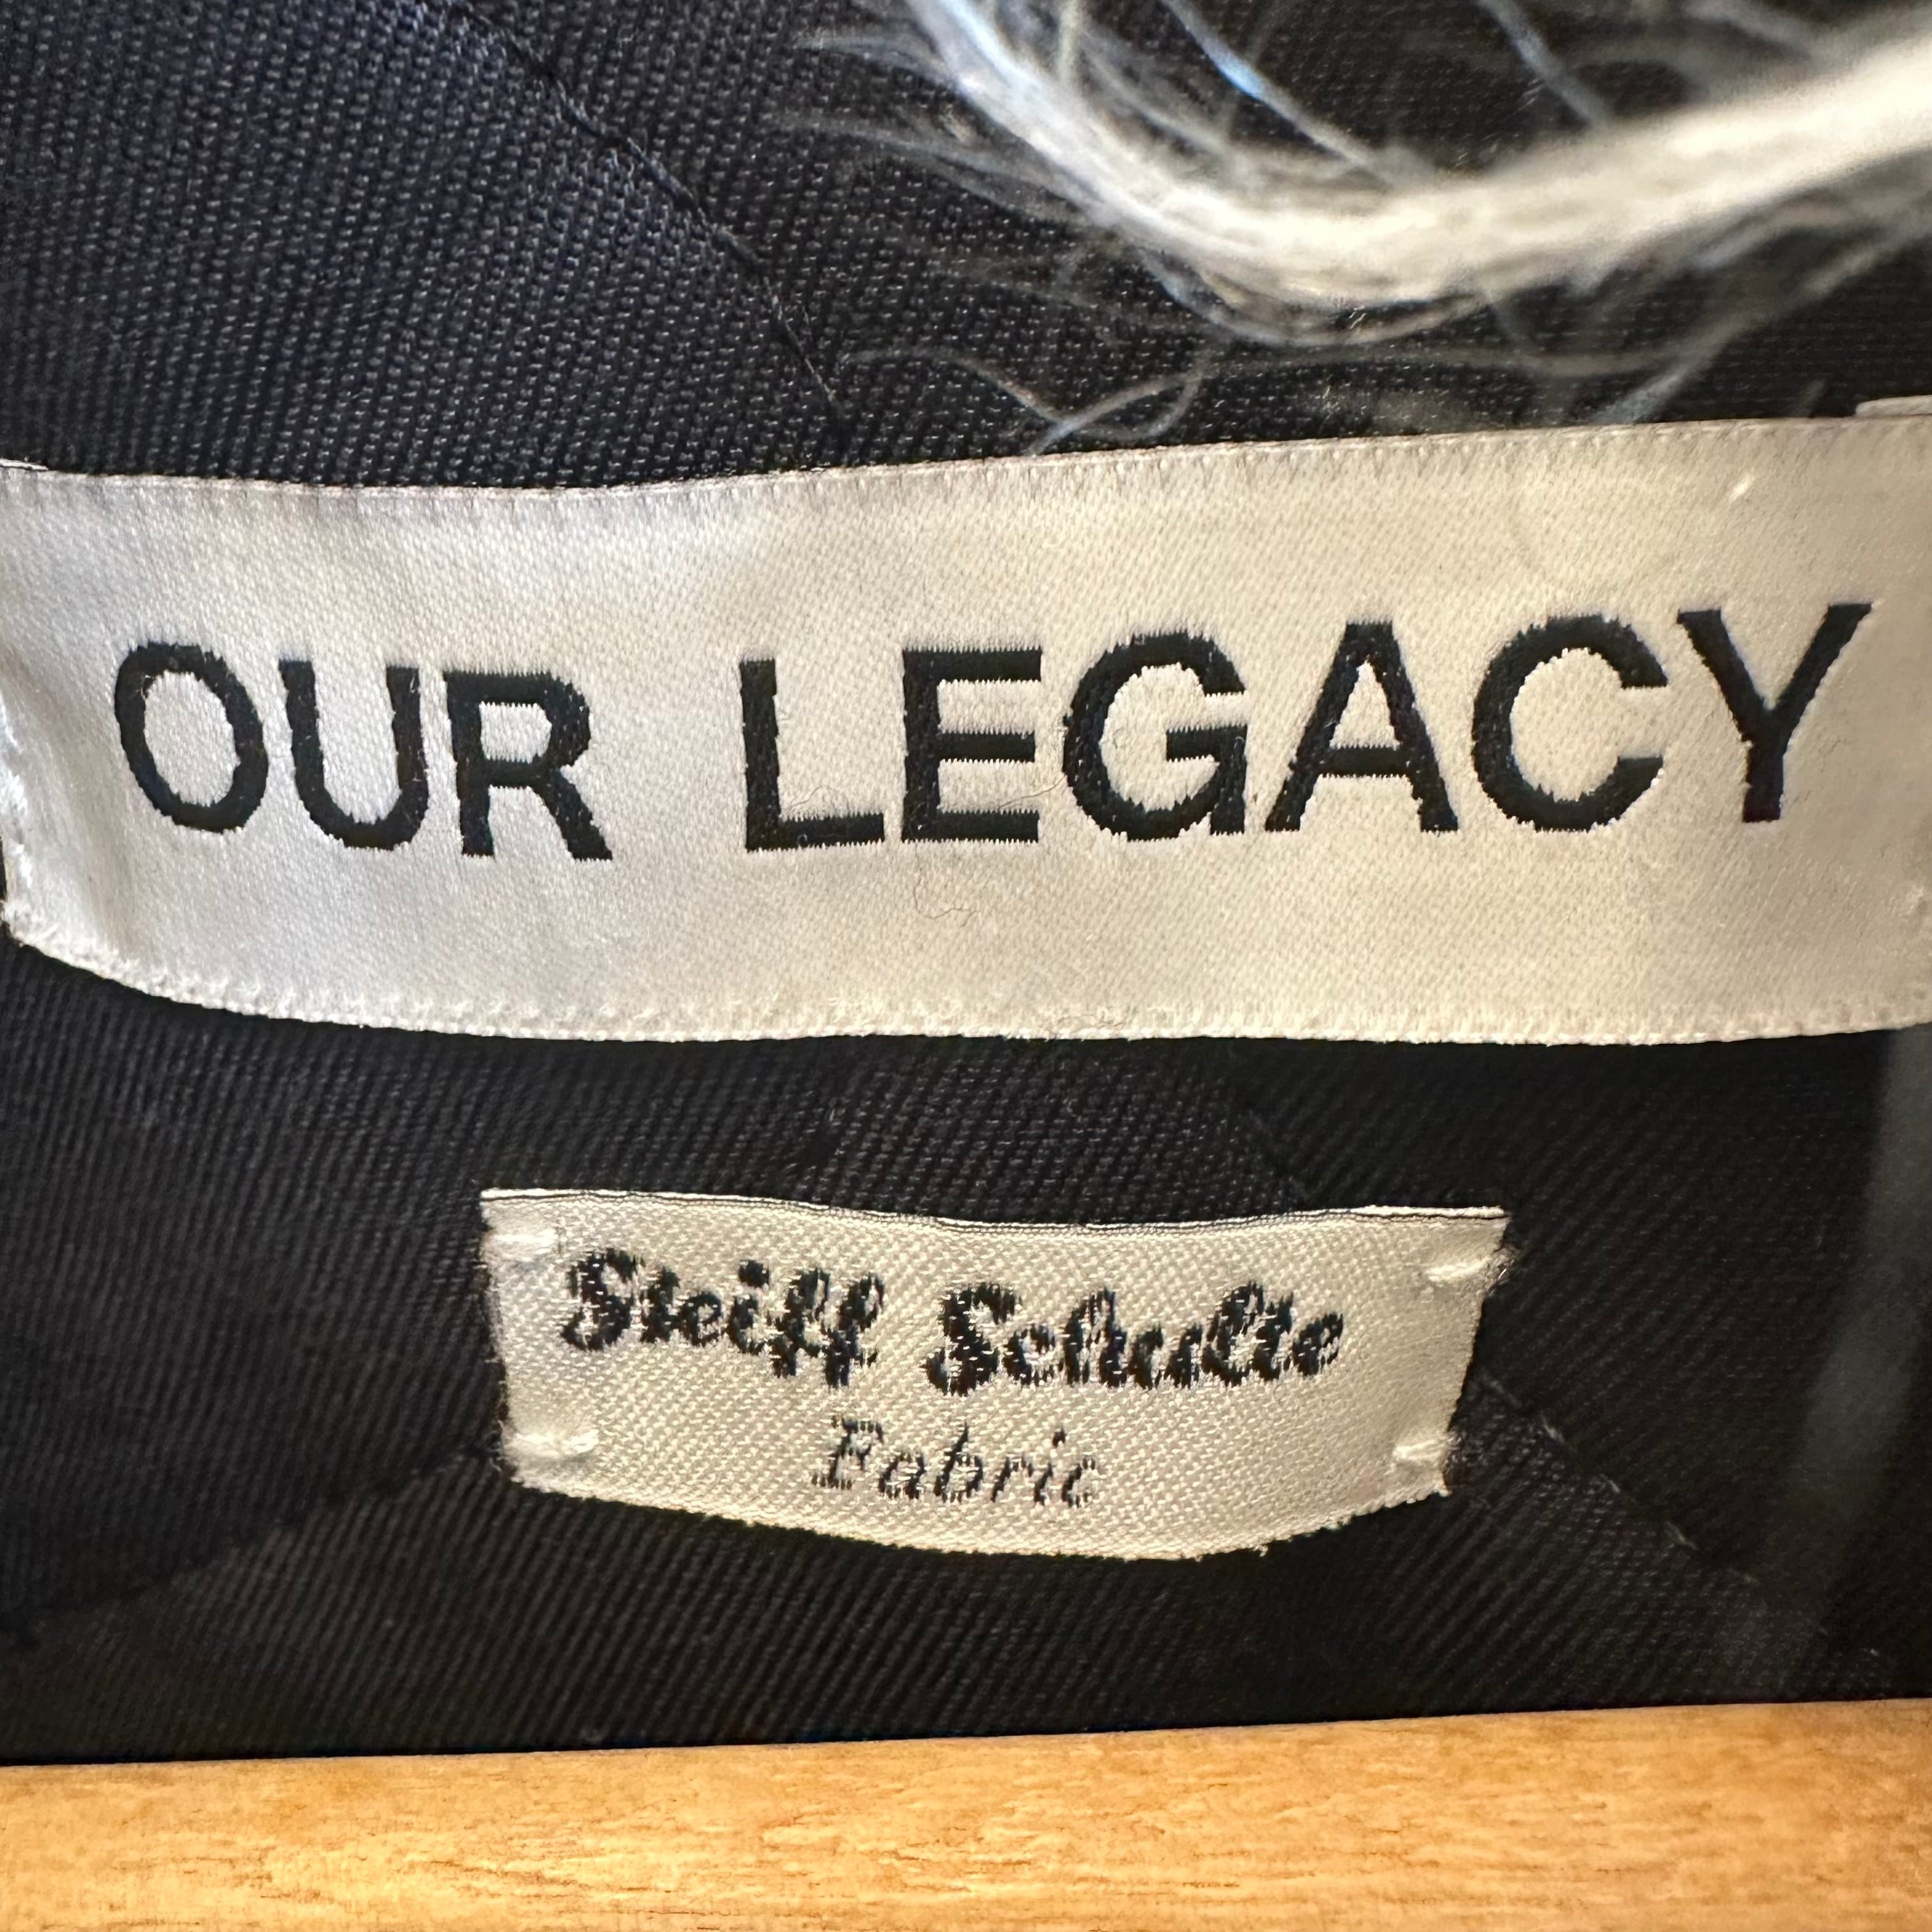 OUR LEGACY
Steiff Schulte
Fabric